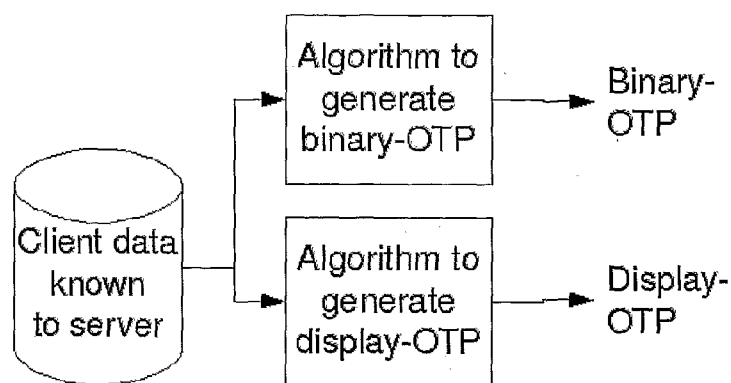 Algorithm to
generate
binary-OTP
Binary-
OTP
Client data
known
to server
Algorithm to
generate
display-OTP
Display-
OTP